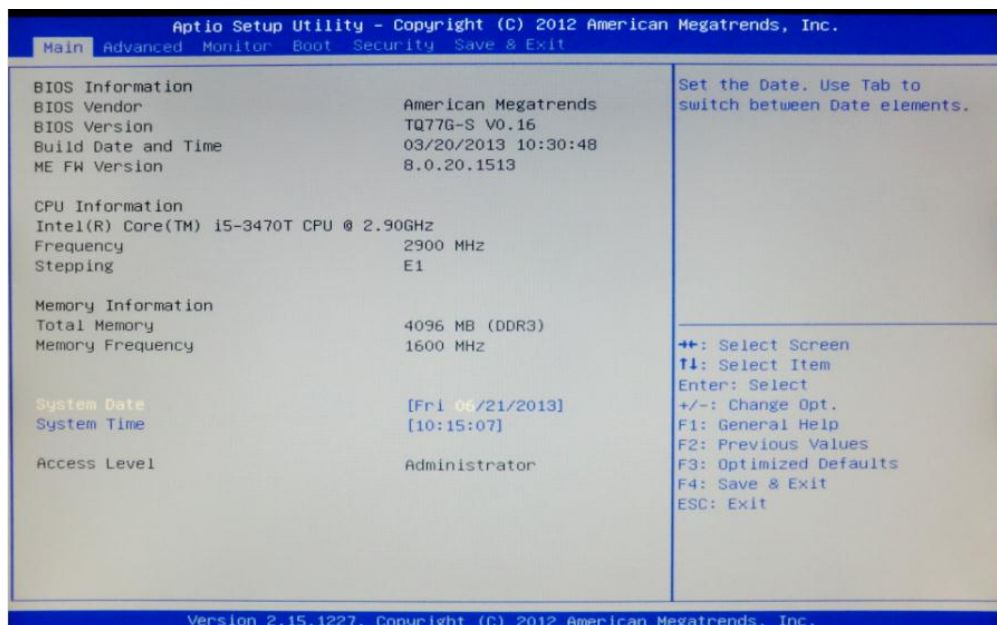 Aptio Setup Utility - Copyright (C) 2012 American Megatrends, Inc.
Main Advanced Monitor Boot Security Save & Exit
BIOS Information
BIOS Vendor American Megatrends
BIOS Version TQ77G-S V0.16
Build Date and Time 03/20/2013 10:30:48
ME FW Version 8.0.20.1513
CPU Information
Intel(R) Core(TM) i5-3470T CPU @ 2.90GHz
Frequency 2900 MHz
Stepping E1
Memory Information
Total Memory 4096 MB (DDR3)
Memory Frequency 1600 MHz
System Date [Fri 06/21/2013]
System Time [10:15:07]
Access Level Administrator
Set the Date. Use Tab to
switch between Date elements.
→←: Select Screen
↑↓: Select Item
Enter: Select
+/-: Change Opt.
F1: General Help
F2: Previous Values
F3: Optimized Defaults
F4: Save & Exit
ESC: Exit
Version 2.15.1227. Copyright (C) 2012 American Megatrends, Inc.